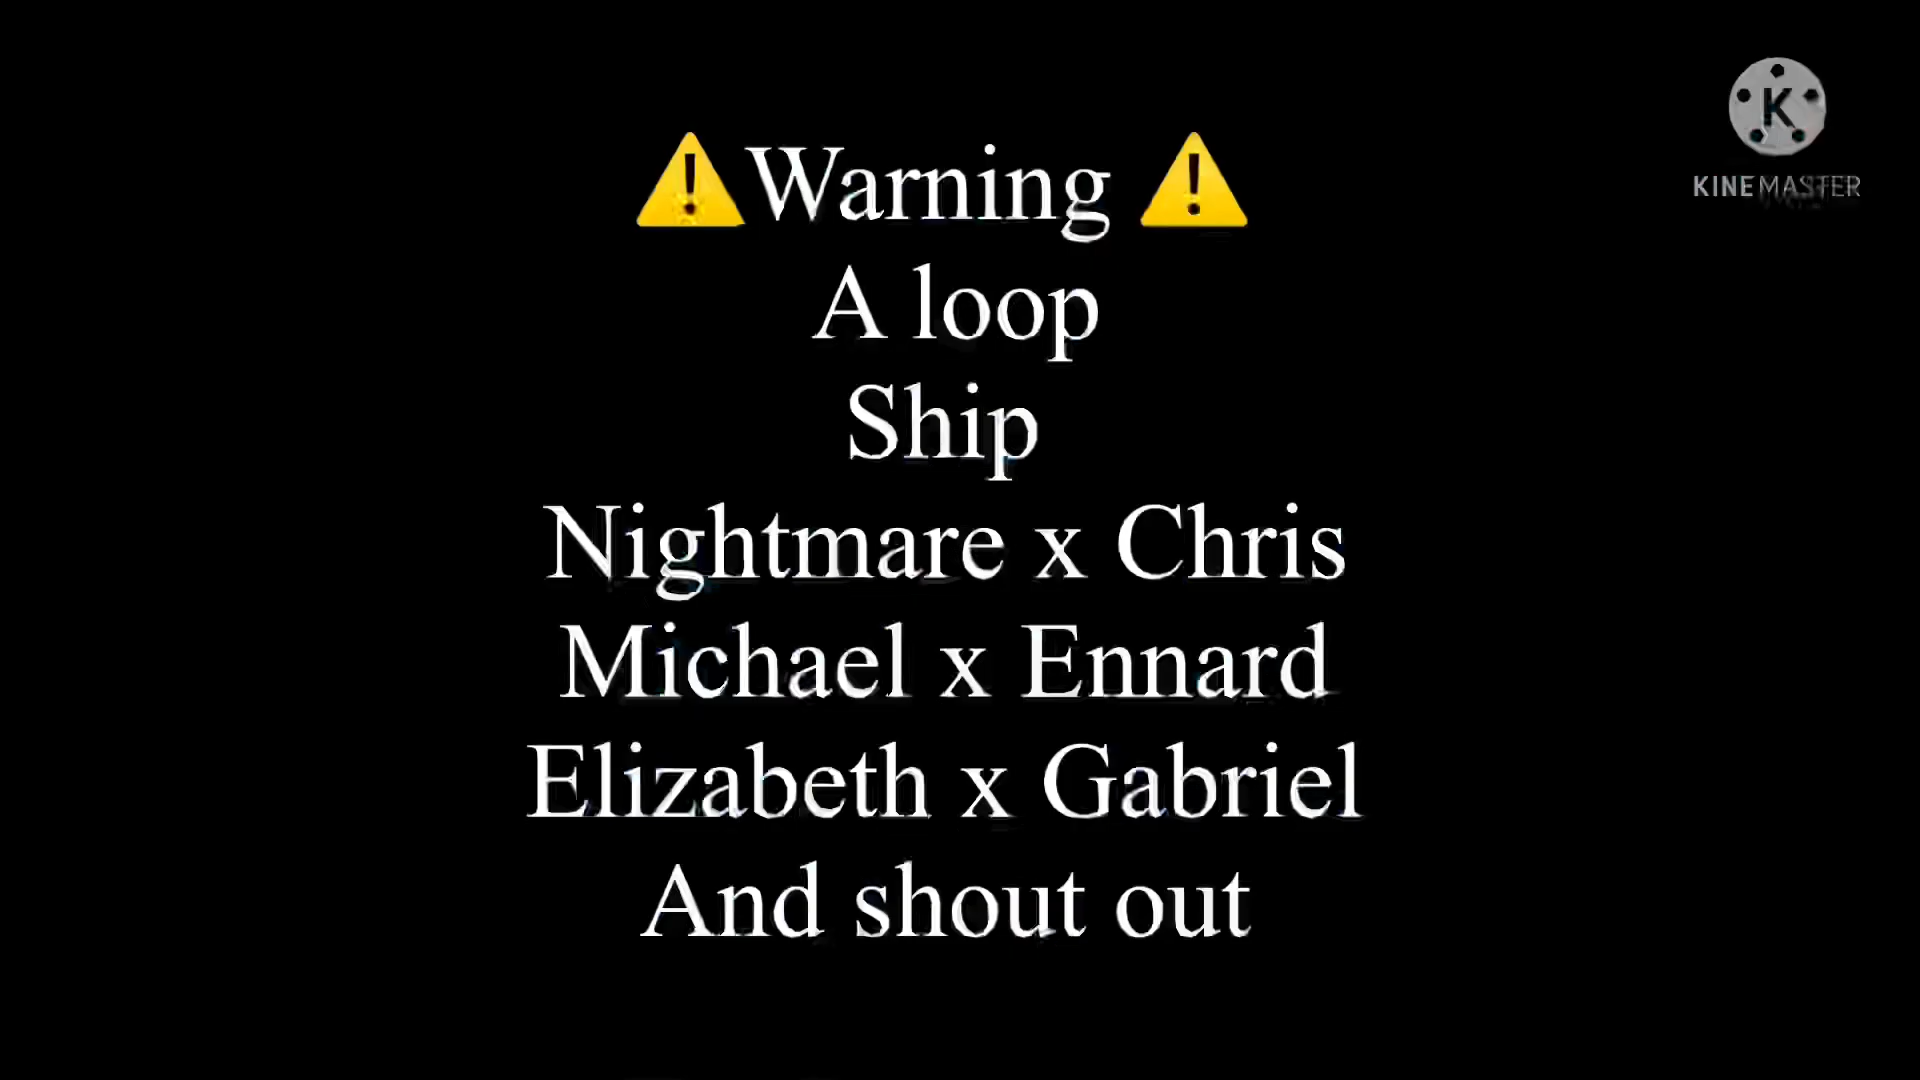 ⚠️Warning ⚠️
A loop
Ship
Nightmare x Chris
Michael x Ennard
Elizabeth x Gabriel
And shout out
K
KINEMASTER